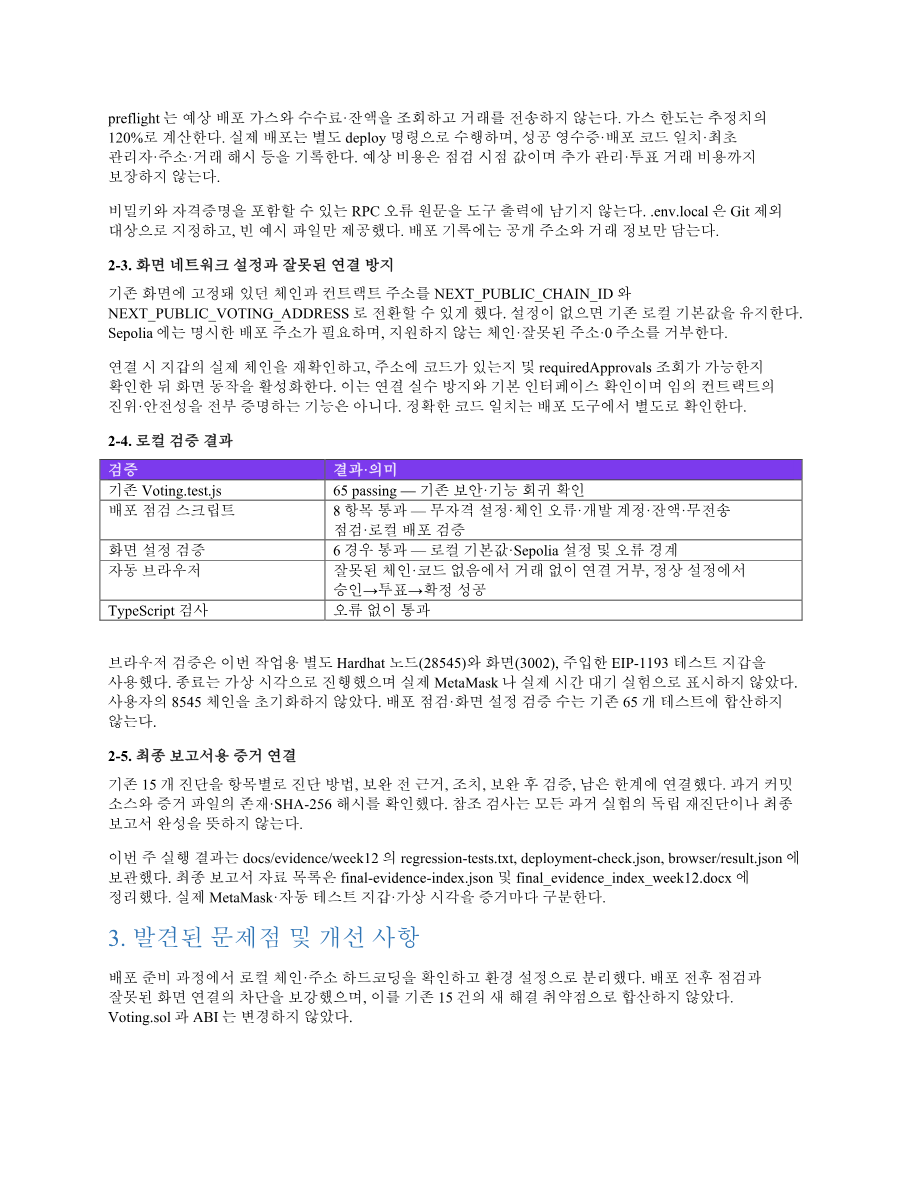 preflight 는 예상 배포 가스와 수수료·잔액을 조회하고 거래를 전송하지 않는다. 가스 한도는 추정치의
120%로 계산한다. 실제 배포는 별도 deploy 명령으로 수행하며, 성공 영수증·배포 코드 일치·최초
관리자·주소·거래 해시 등을 기록한다. 예상 비용은 점검 시점 값이며 추가 관리·투표 거래 비용까지
보장하지 않는다.
비밀키와 자격증명을 포함할 수 있는 RPC 오류 원문을 도구 출력에 남기지 않는다. .env.local 은 Git 제외
대상으로 지정하고, 빈 예시 파일만 제공했다. 배포 기록에는 공개 주소와 거래 정보만 담는다.
2-3. 화면 네트워크 설정과 잘못된 연결 방지
기존 화면에 고정돼 있던 체인과 컨트랙트 주소를 NEXT_PUBLIC_CHAIN_ID 와
NEXT_PUBLIC_VOTING_ADDRESS 로 전환할 수 있게 했다. 설정이 없으면 기존 로컬 기본값을 유지한다.
Sepolia 에는 명시한 배포 주소가 필요하며, 지원하지 않는 체인·잘못된 주소·0 주소를 거부한다.
연결 시 지갑의 실제 체인을 재확인하고, 주소에 코드가 있는지 및 requiredApprovals 조회가 가능한지
확인한 뒤 화면 동작을 활성화한다. 이는 연결 실수 방지와 기본 인터페이스 확인이며 임의 컨트랙트의
진위·안전성을 전부 증명하는 기능은 아니다. 정확한 코드 일치는 배포 도구에서 별도로 확인한다.
2-4. 로컬 검증 결과
검증 결과·의미
기존 Voting.test.js 65 passing — 기존 보안·기능 회귀 확인
배포 점검 스크립트 8 항목 통과 — 무자격 설정·체인 오류·개발 계정·잔액·무전송
점검·로컬 배포 검증
화면 설정 검증 6 경우 통과 — 로컬 기본값·Sepolia 설정 및 오류 경계
자동 브라우저 잘못된 체인·코드 없음에서 거래 없이 연결 거부, 정상 설정에서
승인→투표→확정 성공
TypeScript 검사 오류 없이 통과
브라우저 검증은 이번 작업용 별도 Hardhat 노드(28545)와 화면(3002), 주입한 EIP-1193 테스트 지갑을
사용했다. 종료는 가상 시각으로 진행했으며 실제 MetaMask 나 실제 시간 대기 실험으로 표시하지 않았다.
사용자의 8545 체인을 초기화하지 않았다. 배포 점검·화면 설정 검증 수는 기존 65 개 테스트에 합산하지
않는다.
2-5. 최종 보고서용 증거 연결
기존 15 개 진단을 항목별로 진단 방법, 보완 전 근거, 조치, 보완 후 검증, 남은 한계에 연결했다. 과거 커밋
소스와 증거 파일의 존재·SHA-256 해시를 확인했다. 참조 검사는 모든 과거 실험의 독립 재진단이나 최종
보고서 완성을 뜻하지 않는다.
이번 주 실행 결과는 docs/evidence/week12 의 regression-tests.txt, deployment-check.json, browser/result.json 에
보관했다. 최종 보고서 자료 목록은 final-evidence-index.json 및 final_evidence_index_week12.docx 에
정리했다. 실제 MetaMask·자동 테스트 지갑·가상 시각을 증거마다 구분한다.
3. 발견된 문제점 및 개선 사항
배포 준비 과정에서 로컬 체인·주소 하드코딩을 확인하고 환경 설정으로 분리했다. 배포 전후 점검과
잘못된 화면 연결의 차단을 보강했으며, 이를 기존 15 건의 새 해결 취약점으로 합산하지 않았다.
Voting.sol 과 ABI 는 변경하지 않았다.